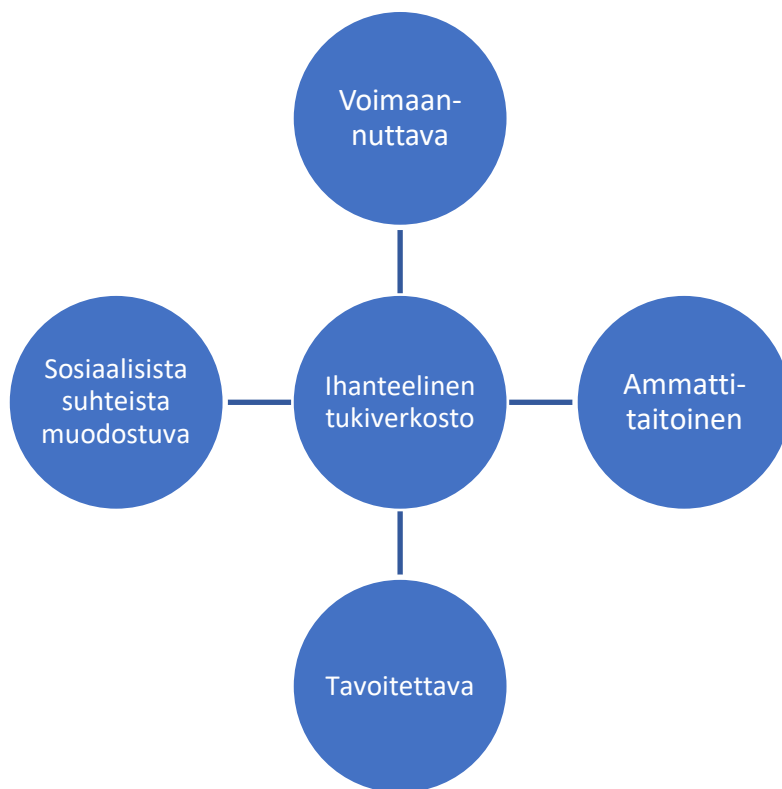 Voimaan-
nuttava
Sosiaalisista
suhteista
muodostuva
Ihanteelinen
tukiverkosto
Ammatti-
taitoinen
Tavoitettava